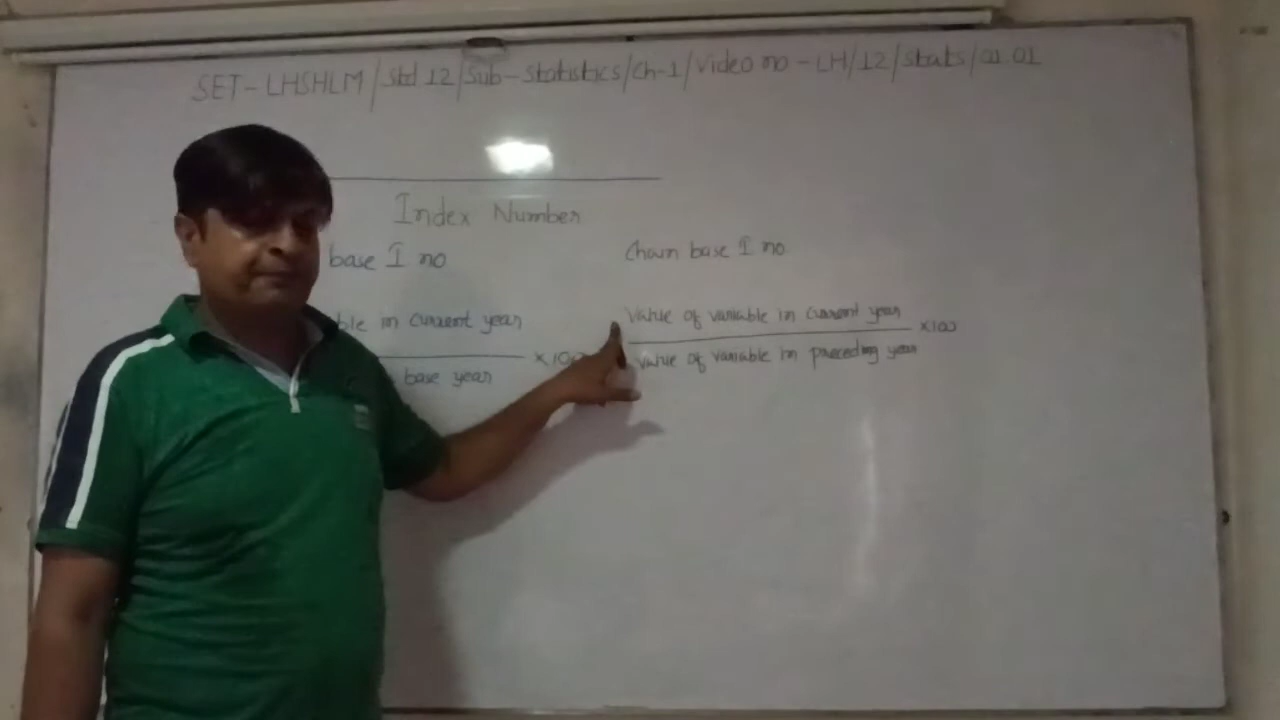 SET-LHSHLM/Std 12/Sub-Statistics/Ch-1/Video no-LH/12/Stats/01.01
Index Number
base I no
Chain base I no
ble in current year
×100
base year
Value of variable in current year
×100
Value of variable in preceding year